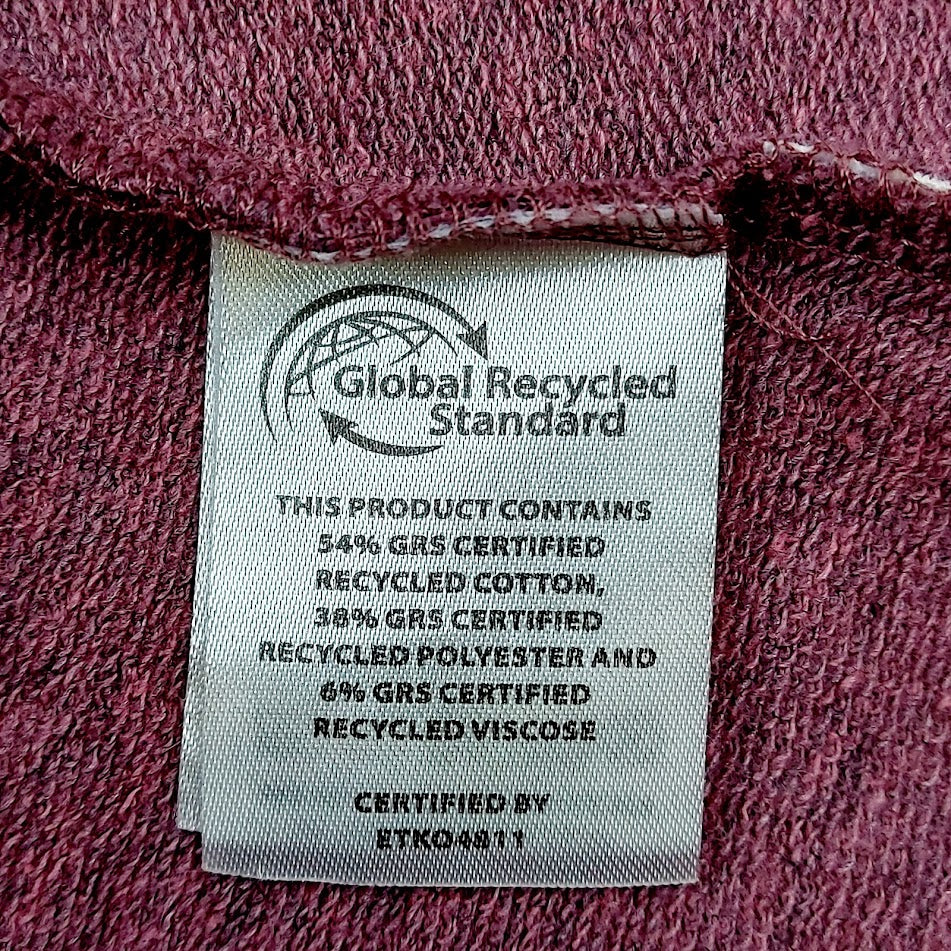 Global Recycled
Standard
THIS PRODUCT CONTAINS
54% GRS CERTIFIED
RECYCLED COTTON,
38% GRS CERTIFIED
RECYCLED POLYESTER AND
6% GRS CERTIFIED
RECYCLED VISCOSE
CERTIFIED BY
ETKO4811